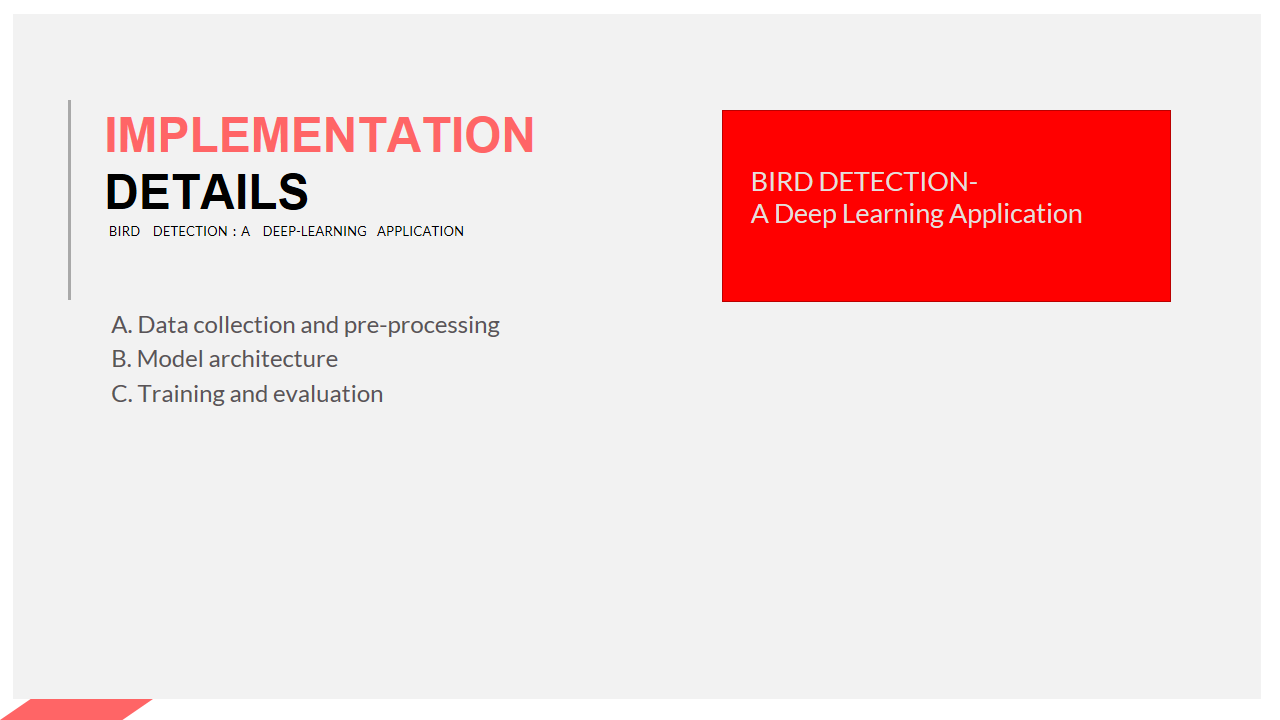 IMPLEMENTATION
DETAILS
BIRD DETECTION : A DEEP-LEARNING APPLICATION
A. Data collection and pre-processing
B. Model architecture
C. Training and evaluation
BIRD DETECTION-
A Deep Learning Application